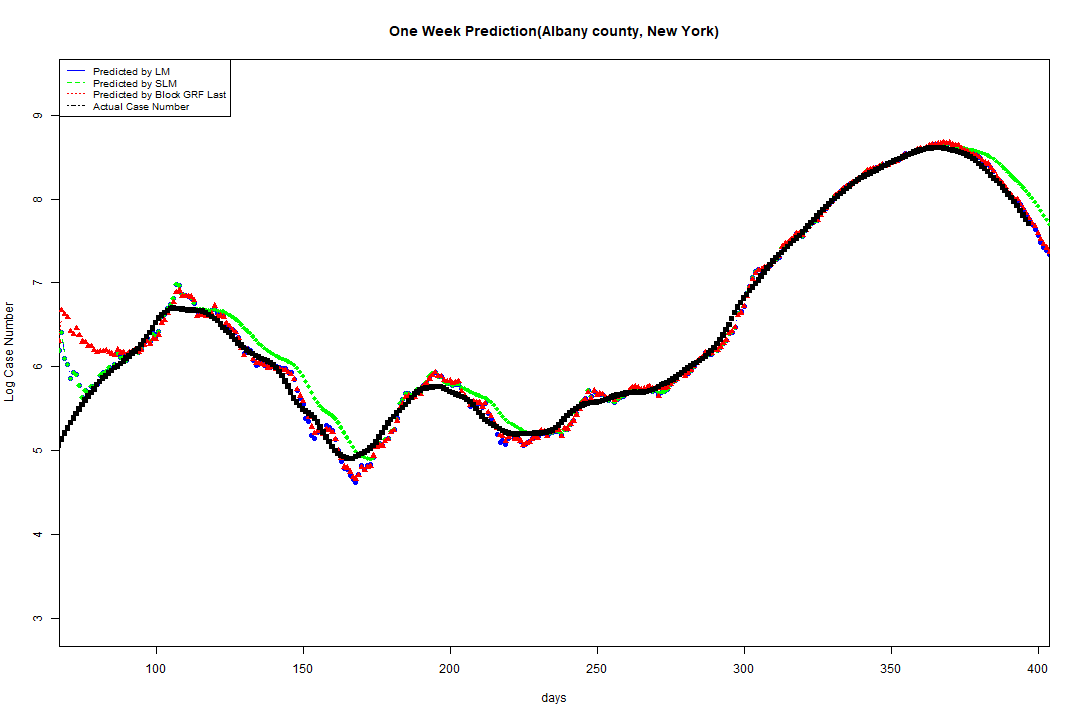 One Week Prediction(Albany county, New York)
Predicted by LM
Predicted by SLM
Predicted by Block GRF Last
Actual Case Number
Log Case Number
9
8
7
6
5
4
3
100 150 200 250 300 350 400
days